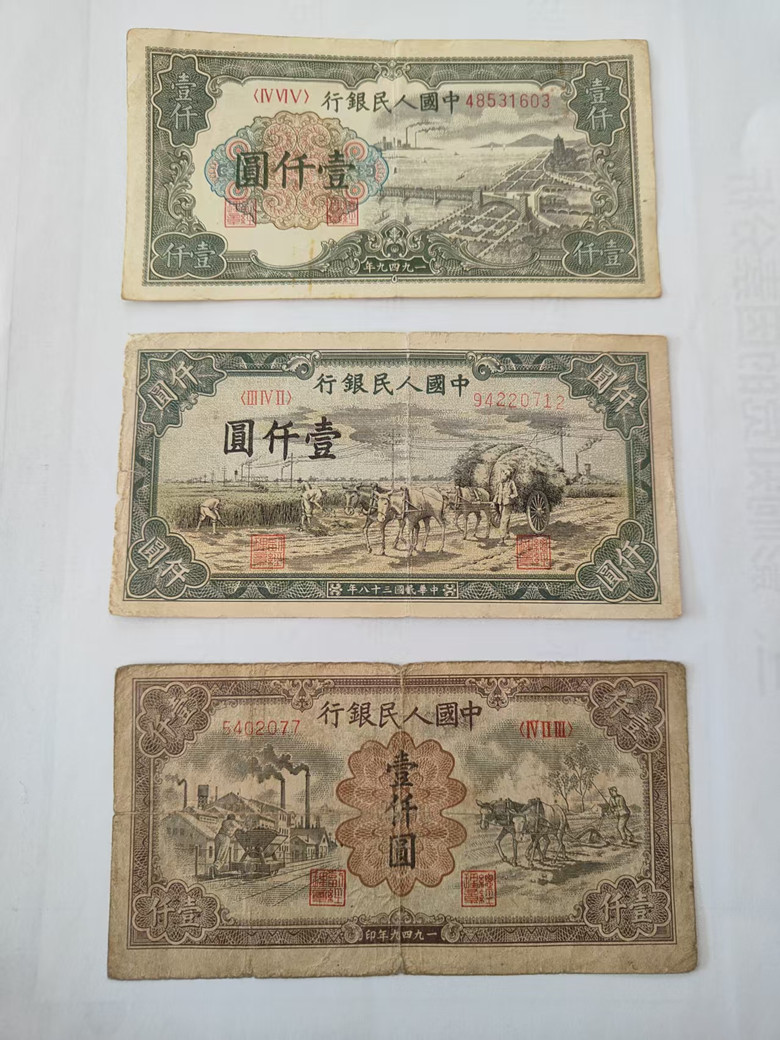 壹仟
〈IV VI V〉
中國人民銀行
48531603
壹仟
壹仟圓
壹仟
一九四九年
壹仟
仟圓
中國人民銀行
仟圓
〈III IV II〉
94220712
壹仟圓
仟圓
中華民國三十八年
仟圓
壹仟
中國人民銀行
壹仟
5402077
〈IV II III〉
壹仟圓
壹仟
一九四九年印
壹仟